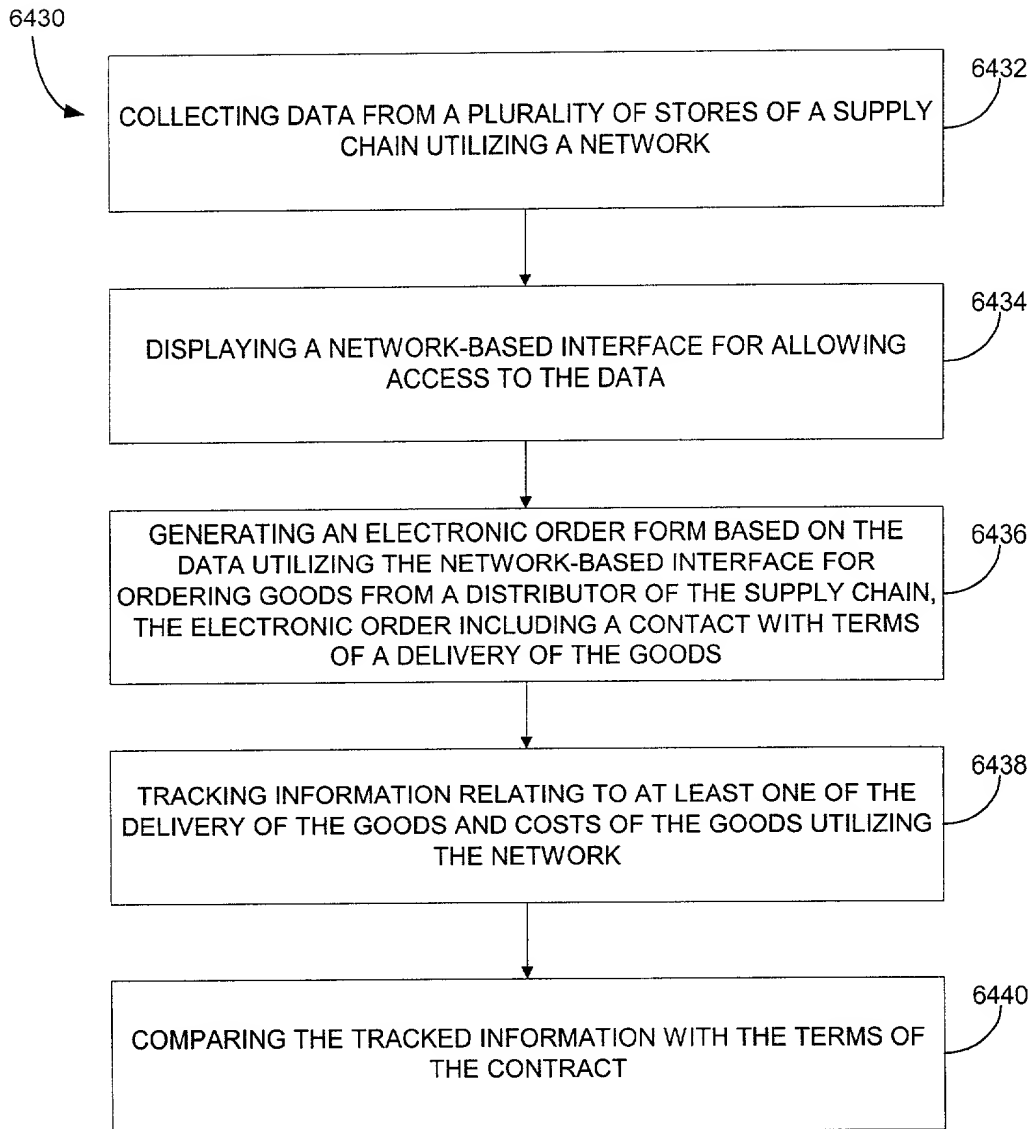 6430
6432
COLLECTING DATA FROM A PLURALITY OF STORES OF A SUPPLY
CHAIN UTILIZING A NETWORK
6434
DISPLAYING A NETWORK-BASED INTERFACE FOR ALLOWING
ACCESS TO THE DATA
6436
GENERATING AN ELECTRONIC ORDER FORM BASED ON THE
DATA UTILIZING THE NETWORK-BASED INTERFACE FOR
ORDERING GOODS FROM A DISTRIBUTOR OF THE SUPPLY CHAIN,
THE ELECTRONIC ORDER INCLUDING A CONTACT WITH TERMS
OF A DELIVERY OF THE GOODS
6438
TRACKING INFORMATION RELATING TO AT LEAST ONE OF THE
DELIVERY OF THE GOODS AND COSTS OF THE GOODS UTILIZING
THE NETWORK
6440
COMPARING THE TRACKED INFORMATION WITH THE TERMS OF
THE CONTRACT